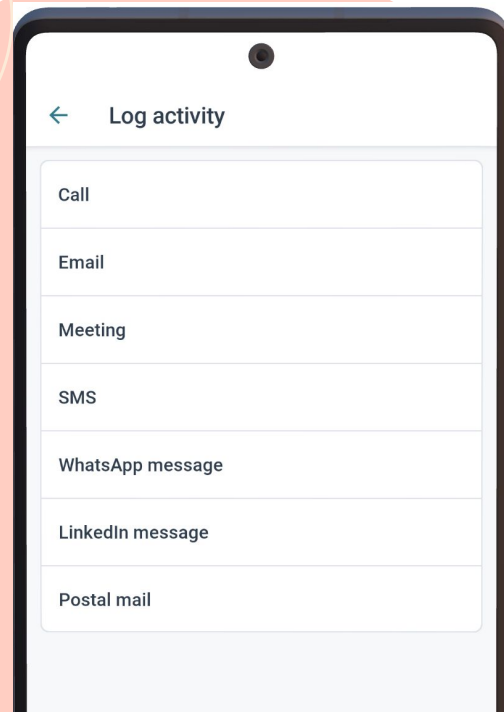 Log activity
Call
Email
Meeting
SMS
WhatsApp message
LinkedIn message
Postal mail